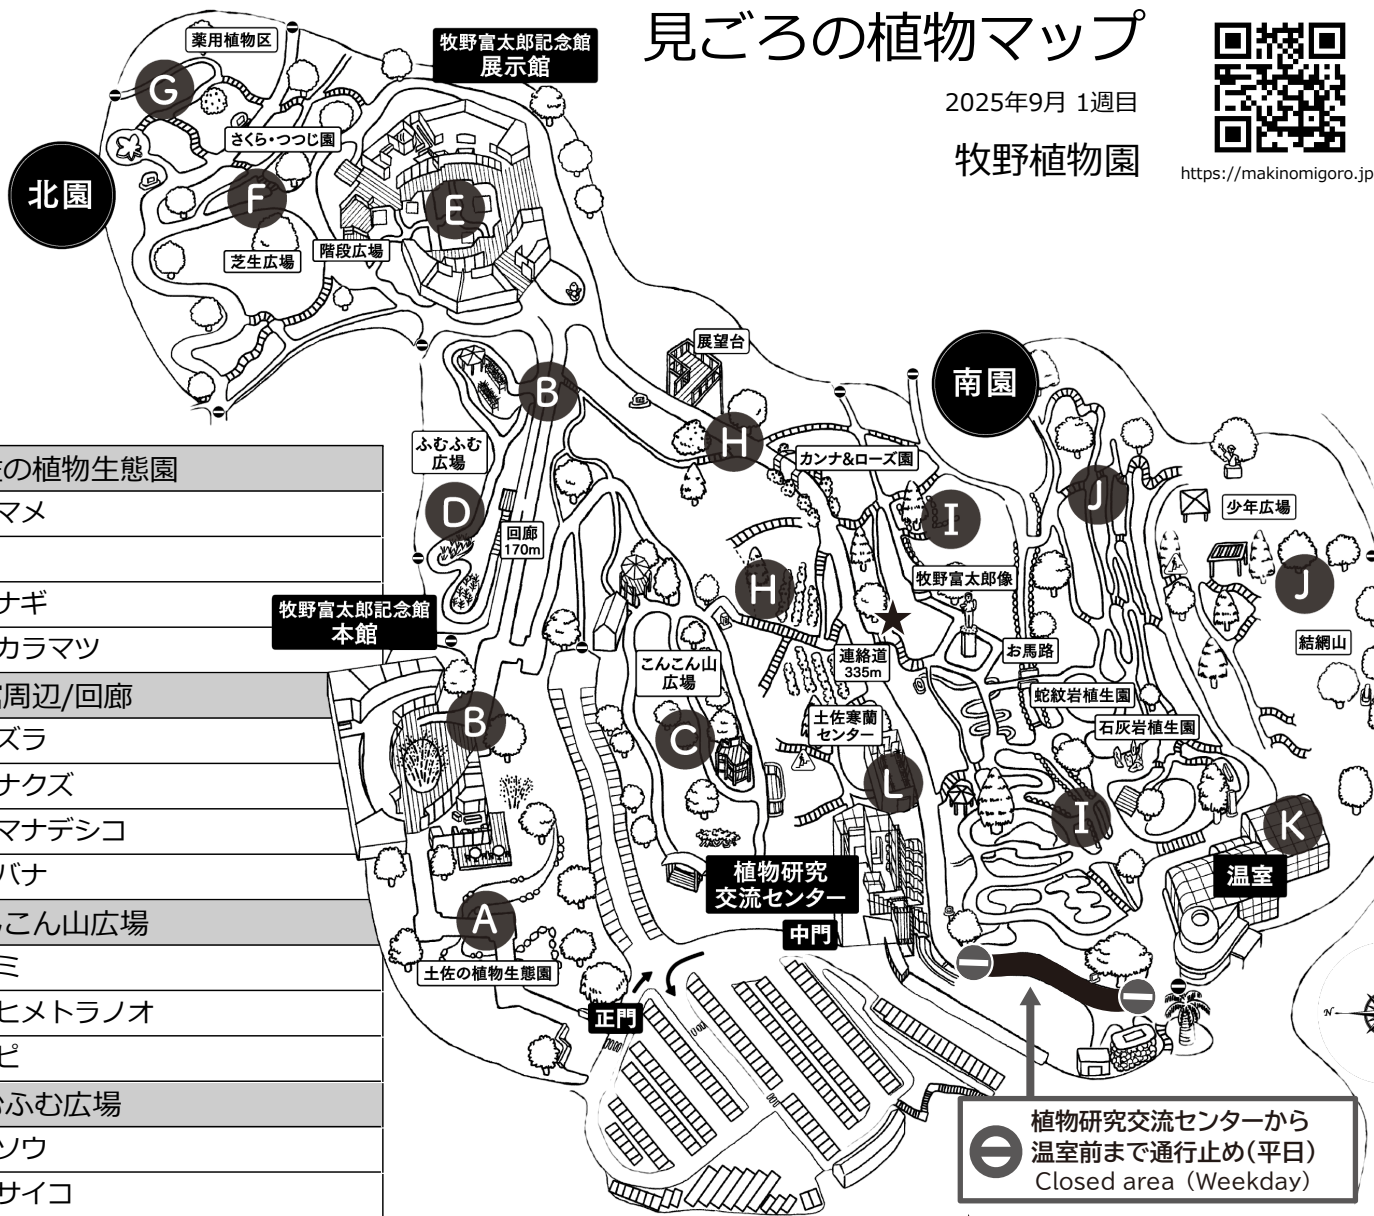 見ごろの植物マップ
2025年9月 1週目
牧野植物園
https://makinomigoro.jp
薬用植物区
牧野富太郎記念館
展示館
G
さくら・つつじ園
北園
F
E
階段広場
芝生広場
展望台
南園
B
ふむふむ
広場
H
カンナ&ローズ園
D
I
J
少年広場
回廊
170m
牧野富太郎像
H
J
牧野富太郎記念館
本館
結網山
連絡道
335m
お馬路
こんこん山
広場
蛇紋岩植生園
石灰岩植生園
B
C
土佐寒蘭
センター
L
I
K
植物研究
交流センター
温室
中門
A
土佐の植物生態園
正門
N
植物研究交流センターから
温室前まで通行止め(平日)
Closed area (Weekday)
の植物生態園
マメ
ナギ
カラマツ
周辺/回廊
ズラ
ナクズ
マナデシコ
バナ
こん山広場
ミ
ヒメトラノオ
ピ
ふむ広場
ソウ
サイコ